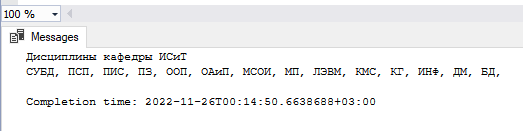 100 %
Messages
Дисциплины кафедры ИСиТ
СУБД, ПСП, ПИС, ПЗ, ООП, ОАиП, МСОИ, МП, ЛЭВМ, КМС, КГ, ИНФ, ДМ, БД,
Completion time: 2022-11-26T00:14:50.6638688+03:00